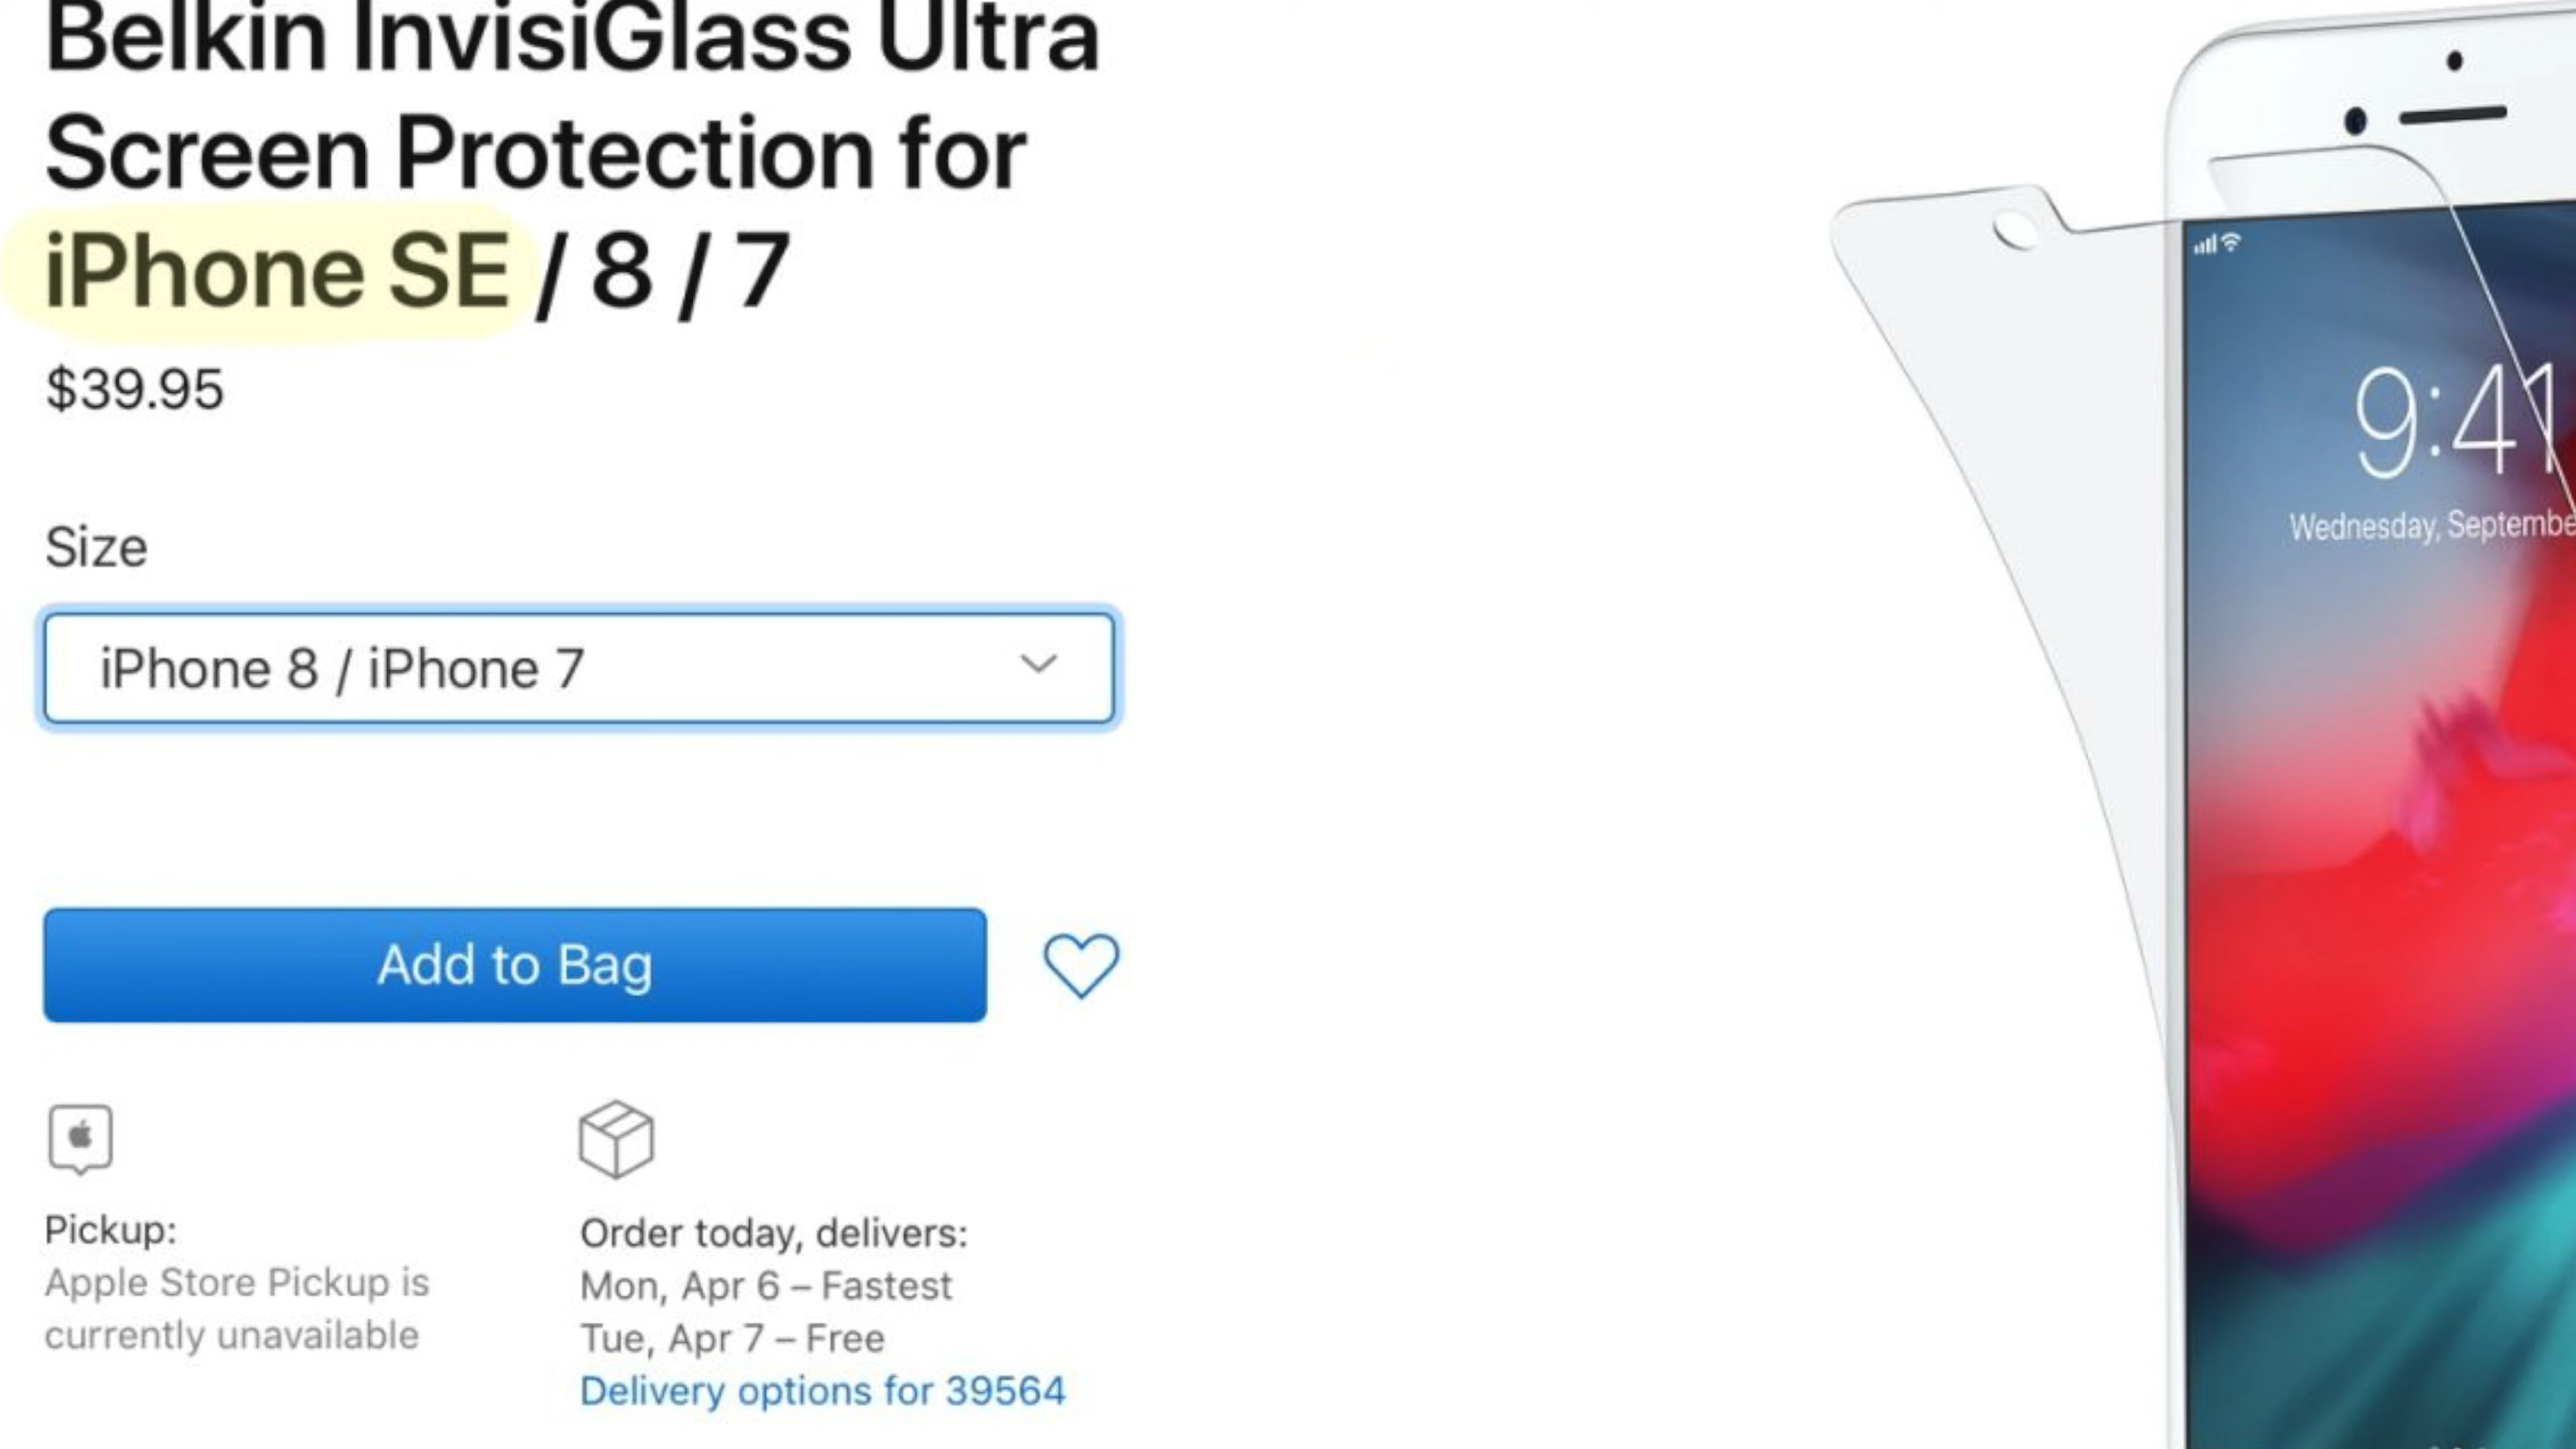 Belkin InvisiGlass Ultra
Screen Protection for
iPhone SE / 8 / 7
$39.95
Size
iPhone 8 / iPhone 7
Add to Bag
Pickup:
Apple Store Pickup is
currently unavailable
Order today, delivers:
Mon, Apr 6 – Fastest
Tue, Apr 7 – Free
Delivery options for 39564
9:41
Wednesday, Septembe